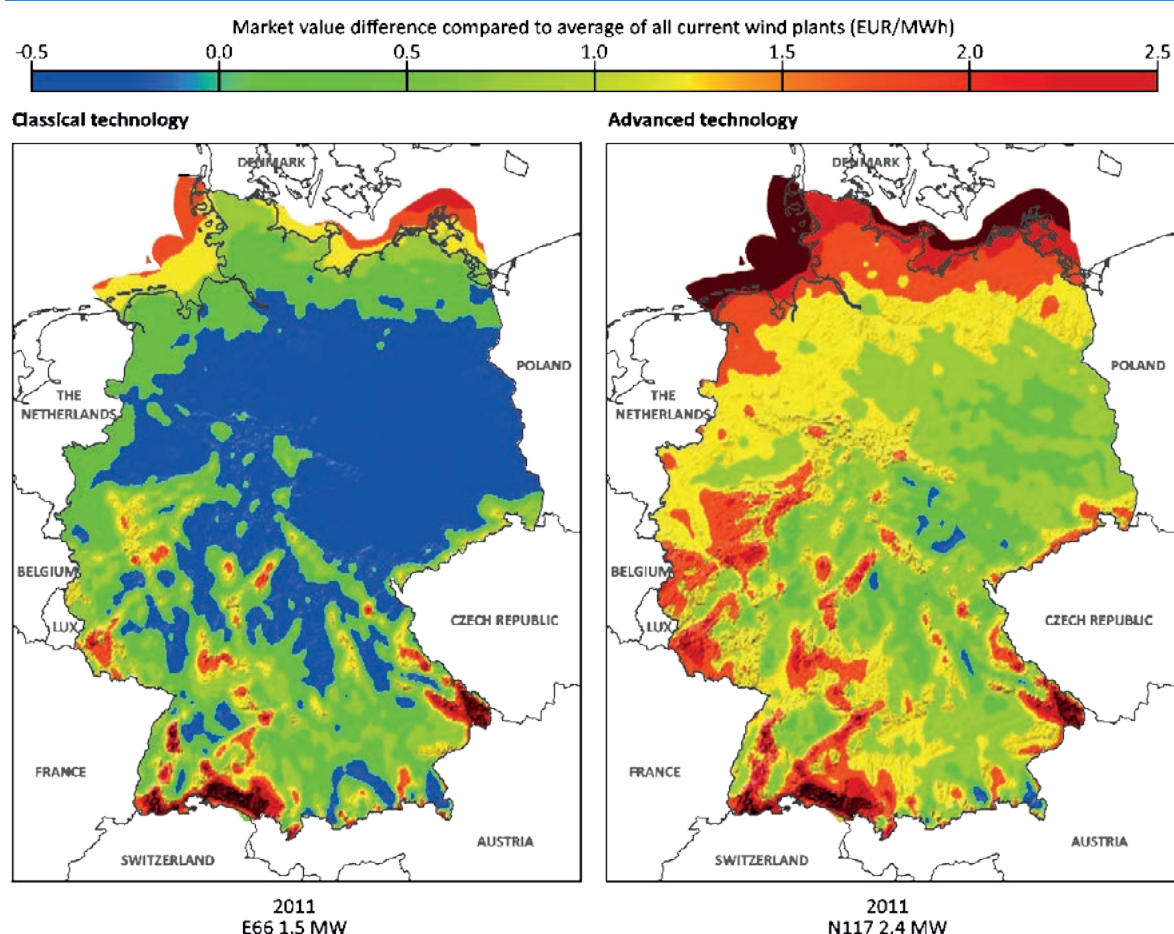 Market value difference compared to average of all current wind plants (EUR/MWh)
-0.5 0.0 0.5 1.0 1.5 2.0 2.5
Classical technology
Advanced technology
DENMARK
POLAND
THE
NETHERLANDS
BELGIUM
LUX
CZECH REPUBLIC
FRANCE
AUSTRIA
SWITZERLAND
2011
E66 1.5 MW
DENMARK
POLAND
THE
NETHERLANDS
BELGIUM
LUX
CZECH REPUBLIC
FRANCE
AUSTRIA
SWITZERLAND
2011
N117 2.4 MW